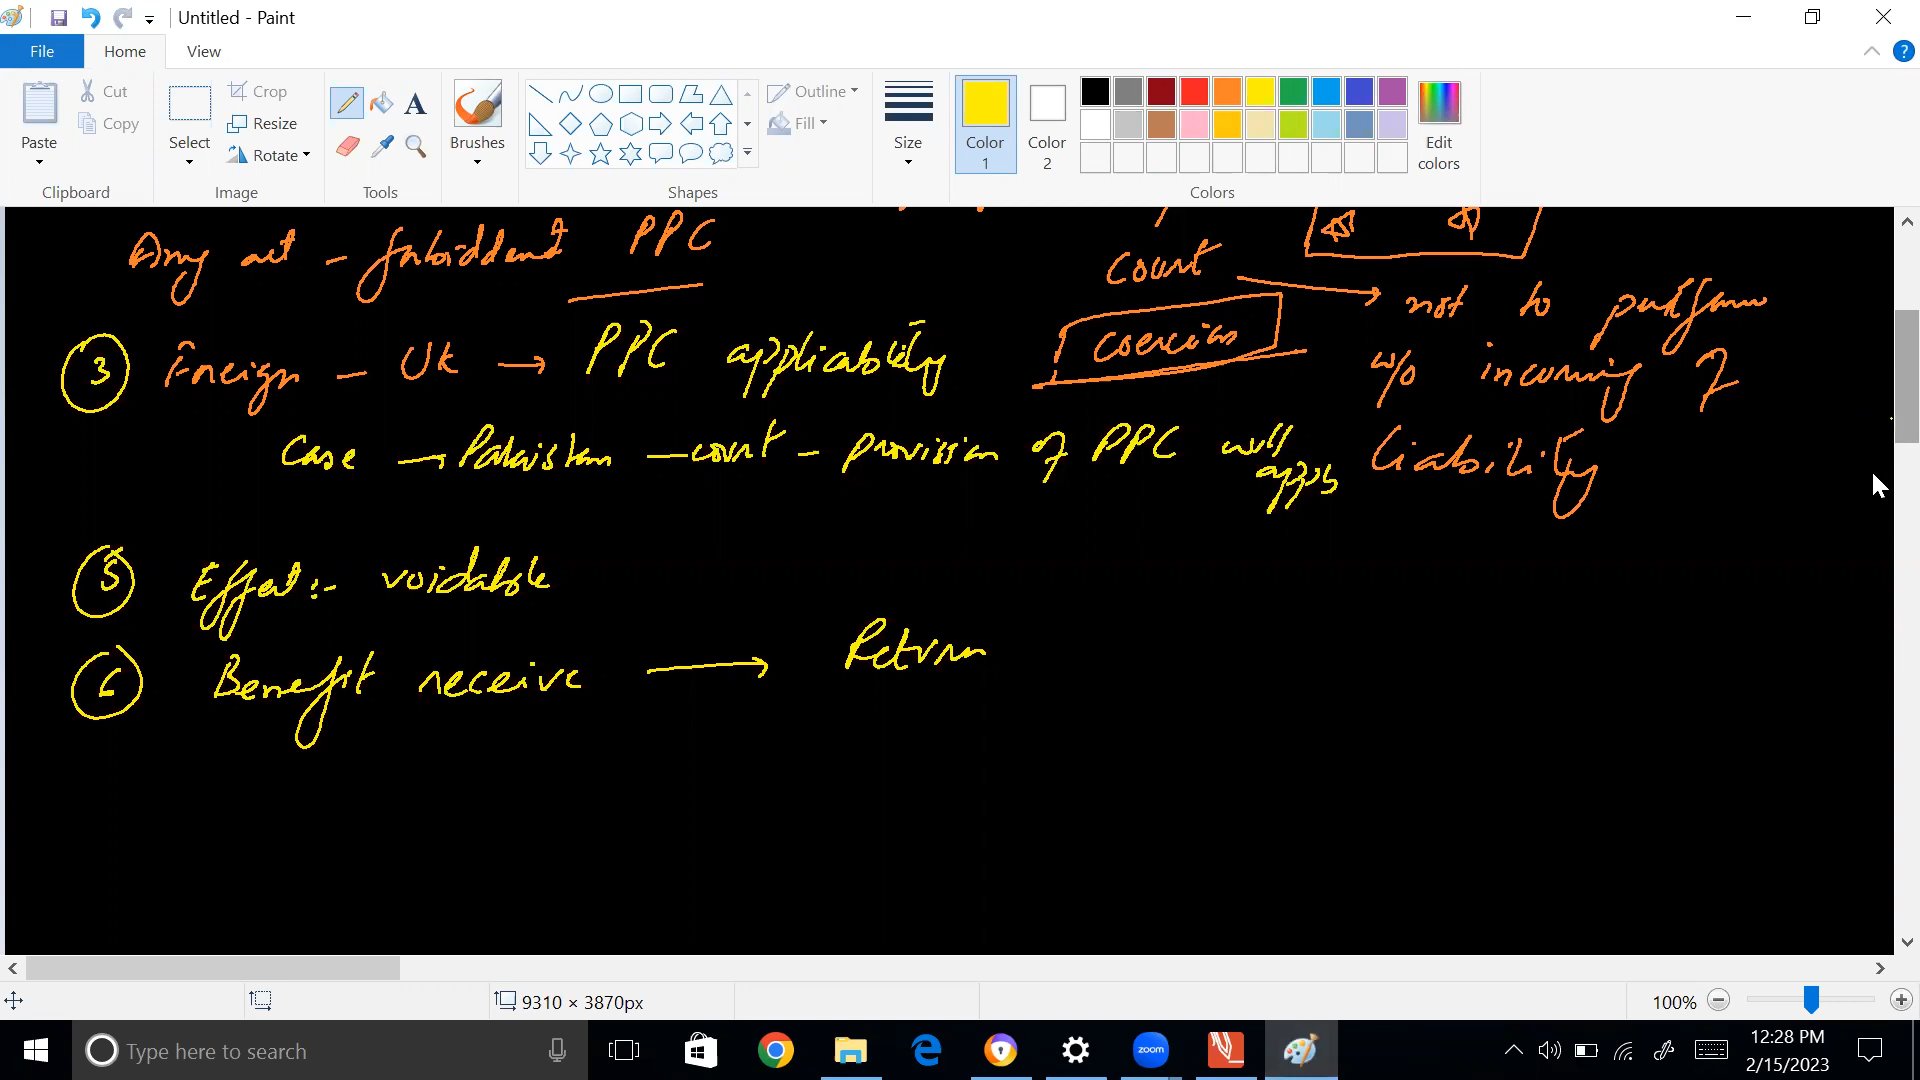 Untitled - Paint
File Home View
Paste Cut Copy Select Crop Resize Rotate Brushes Outline Fill Size Color 1 Color 2 Edit colors
Clipboard Image Tools Shapes Colors
Any act - forbiddent PPC
court
not to perform
coercion
3 Foreign - UK → PPC applicability
w/o incurring
Case → Pakistan - court - provision of PPC will apply
liability
5 Effect:- voidable
6 Benefit receive → Return
9310 × 3870px
100%
Type here to search
zoom
12:28 PM
2/15/2023